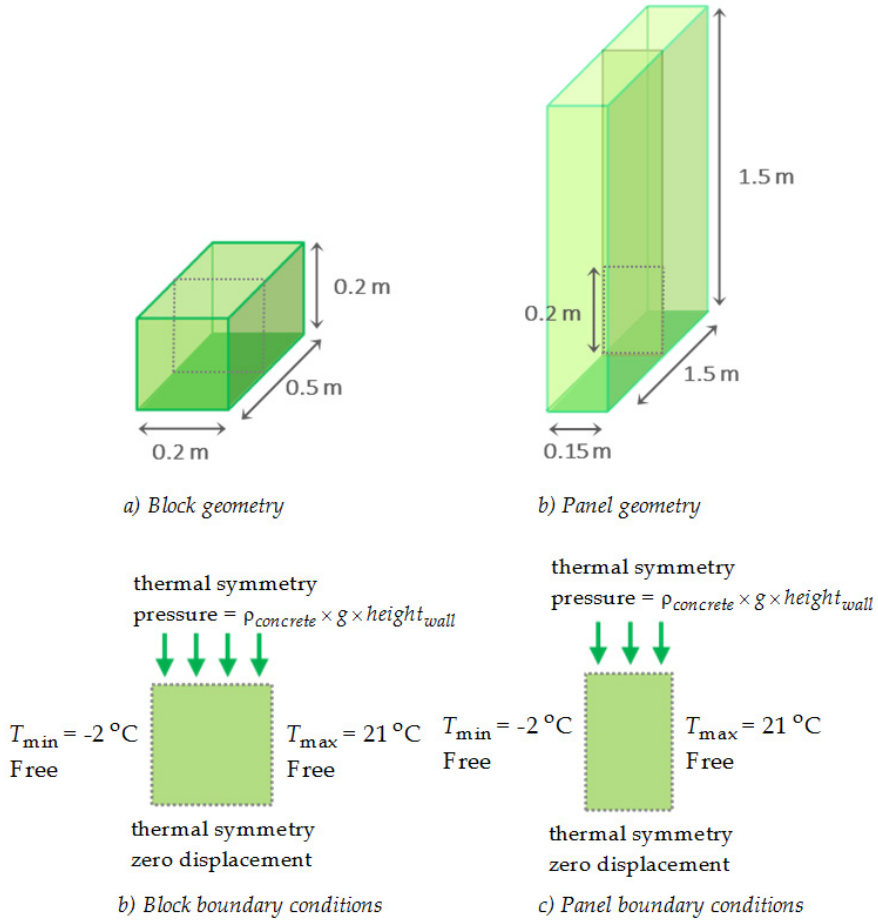 1.5 m
0.2 m
0.2 m
0.5 m
1.5 m
0.2 m
0.15 m
a) Block geometry
b) Panel geometry
thermal symmetry
pressure = ρconcrete × g × heightwall
Tmin = -2 °C
Free
Tmax = 21 °C
Free
thermal symmetry
zero displacement
b) Block boundary conditions
thermal symmetry
pressure = ρconcrete × g × heightwall
Tmin = -2 °C
Free
Tmax = 21 °C
Free
thermal symmetry
zero displacement
c) Panel boundary conditions